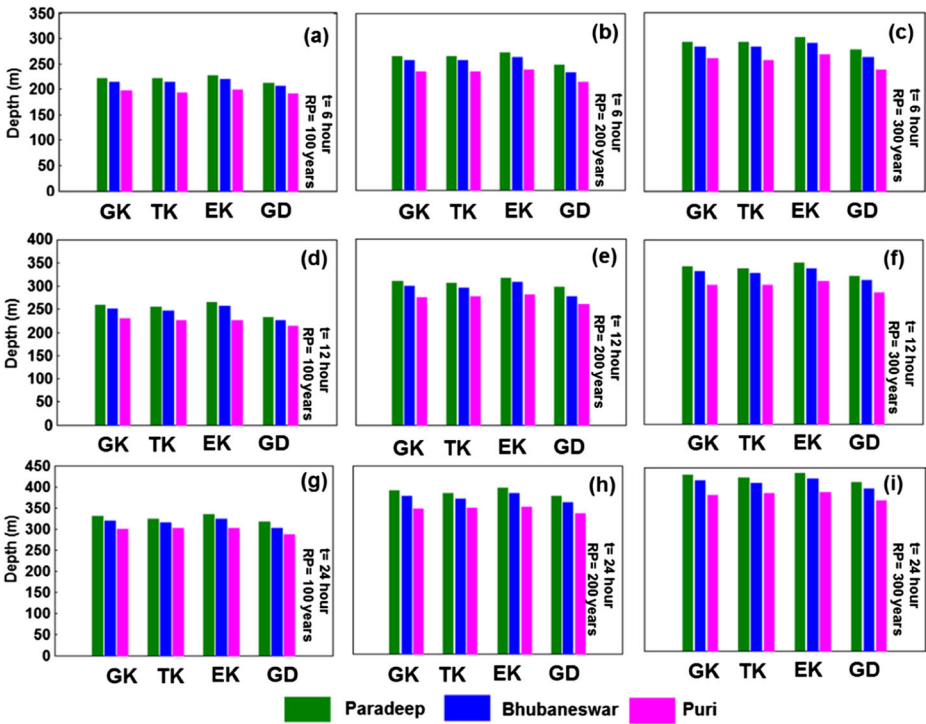 350
300
250
200
150
100
50
0
Depth (m)
(a)
t= 6 hour
RP= 100 years
GK TK EK GD
(b)
t= 6 hour
RP= 200 years
GK TK EK GD
(c)
t= 6 hour
RP= 300 years
GK TK EK GD
400
350
300
250
200
150
100
50
0
Depth (m)
(d)
t= 12 hour
RP= 100 years
GK TK EK GD
(e)
t= 12 hour
RP= 200 years
GK TK EK GD
(f)
t= 12 hour
RP= 300 years
GK TK EK GD
450
400
350
300
250
200
150
100
50
0
Depth (m)
(g)
t= 24 hour
RP= 100 years
GK TK EK GD
(h)
t= 24 hour
RP= 200 years
GK TK EK GD
(i)
t= 24 hour
RP= 300 years
GK TK EK GD
Paradeep Bhubaneswar Puri